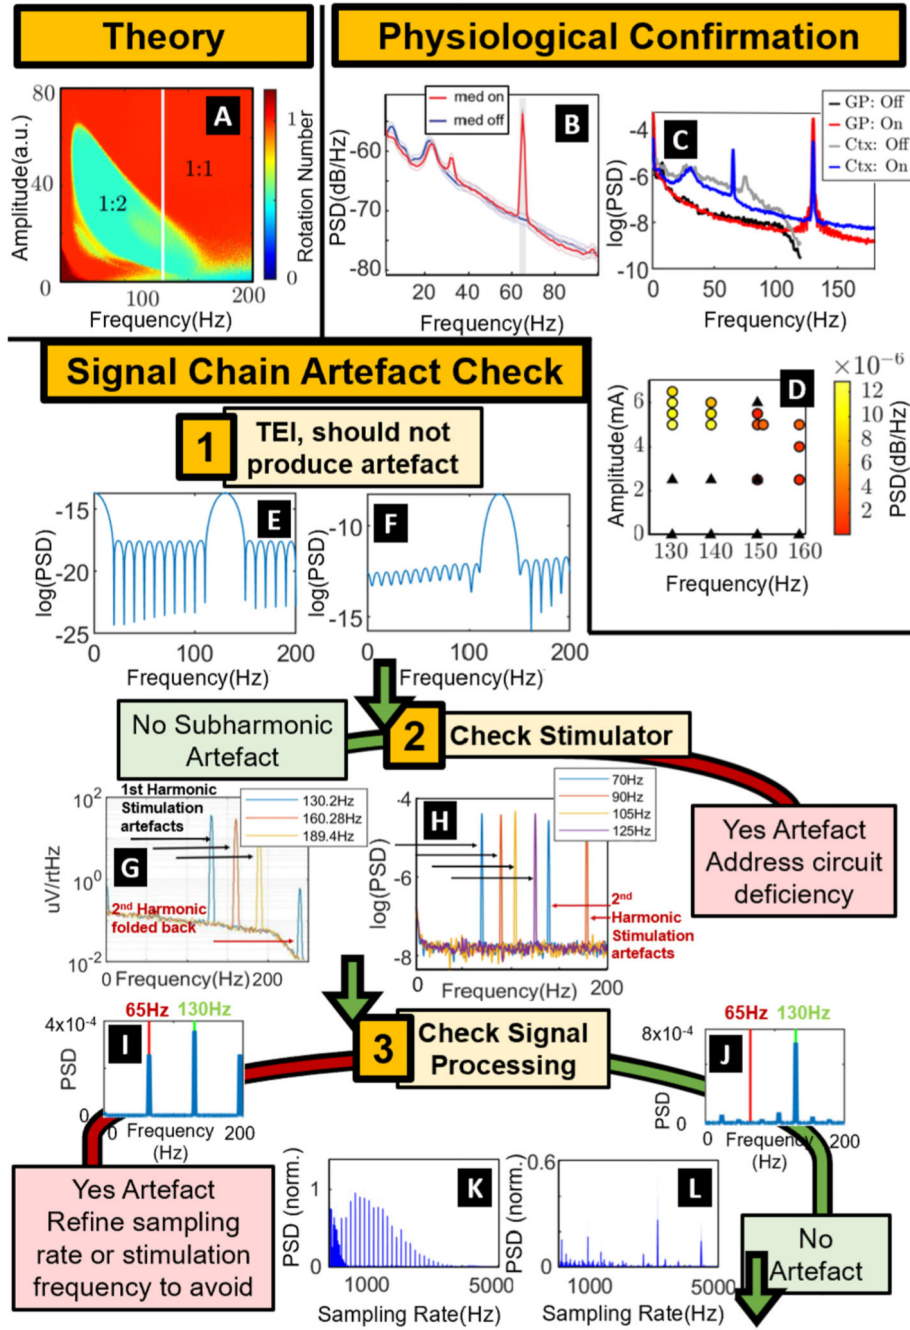 Theory
Physiological Confirmation
A
80
40
0
Amplitude(a.u.)
1:2
1:1
100
200
Frequency(Hz)
1
0
Rotation Number
B
med on
med off
-60
-70
-80
PSD(dB/Hz)
20
40
60
80
Frequency(Hz)
C
GP: Off
GP: On
Ctx: Off
Ctx: On
-4
-6
-8
-10
log(PSD)
0
50
100
150
Frequency(Hz)
Signal Chain Artefact Check
D
×10⁻⁶
6
4
2
0
Amplitude(mA)
130
140
150
160
Frequency(Hz)
12
10
8
6
4
2
PSD(dB/Hz)
1
TEI, should not
produce artefact
E
-15
-20
-25
log(PSD)
0
200
Frequency(Hz)
F
-10
-15
log(PSD)
0
200
Frequency(Hz)
No Subharmonic
Artefact
2
Check Stimulator
Yes Artefact
Address circuit
deficiency
G
1st Harmonic
Stimulation
artefacts
130.2Hz
160.28Hz
189.4Hz
10²
10⁰
10⁻²
uV/rtHz
2nd Harmonic
folded back
0
Frequency(Hz)
200
H
70Hz
90Hz
105Hz
125Hz
-4
-6
-8
log(PSD)
2nd
Harmonic
Stimulation
artefacts
0
200
Frequency(Hz)
3
Check Signal
Processing
I
65Hz
130Hz
4x10⁻⁴
0
PSD
0
Frequency
200
(Hz)
J
65Hz
130Hz
8x10⁻⁴
0
PSD
0
Frequency
200
(Hz)
Yes Artefact
Refine sampling
rate or stimulation
frequency to avoid
K
1
0
PSD (norm.)
1000
5000
Sampling Rate(Hz)
L
0.6
0
PSD (norm.)
1000
5000
Sampling Rate(Hz)
No
Artefact